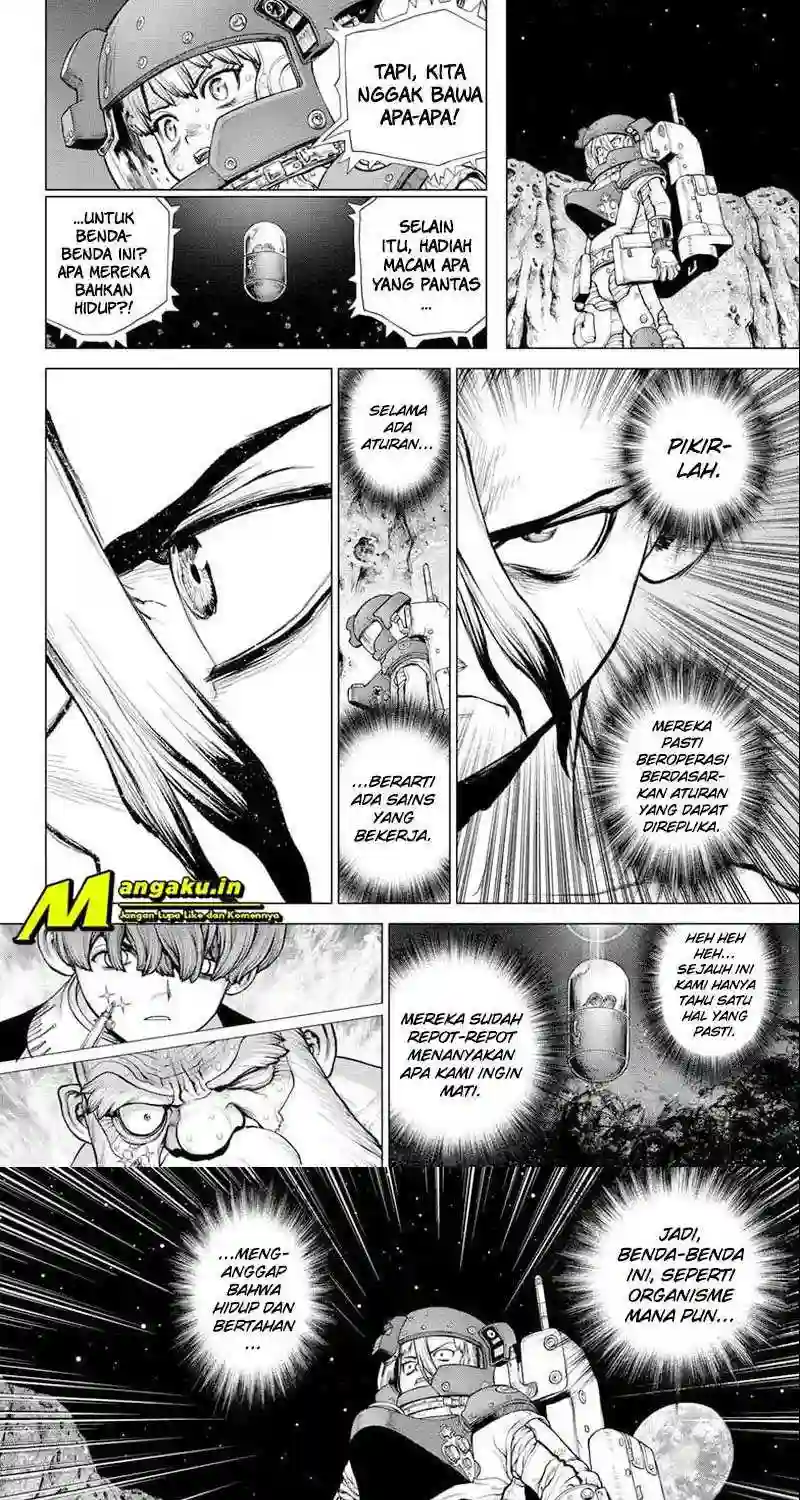 TAPI, KITA
NGGAK BAWA
APA-APA!
SELAIN
ITU, HADIAH
MACAM APA
YANG PANTAS
...
...UNTUK
BENDA-
BENDA INI?
APA MEREKA
BAHKAN
HIDUP?!
PIKIR-
LAH.
MEREKA
PASTI
BEROPERASI
BERDASAR-
KAN ATURAN
YANG DAPAT
DIREPLIKA.
SELAMA
ADA
ATURAN...
...BERARTI
ADA SAINS
YANG
BEKERJA.
Mangaku.in
Jangan Lupa Like dan Komennya
HEH HEH
HEH...
SEJAUH INI
KAMI HANYA
TAHU SATU
HAL YANG
PASTI.
MEREKA SUDAH
REPOT-REPOT
MENANYAKAN
APA KAMI INGIN
MATI.
JADI,
BENDA-BENDA
INI, SEPERTI
ORGANISME
MANA PUN...
...MENG-
ANGGAP
BAHWA
HIDUP DAN
BERTAHAN
...